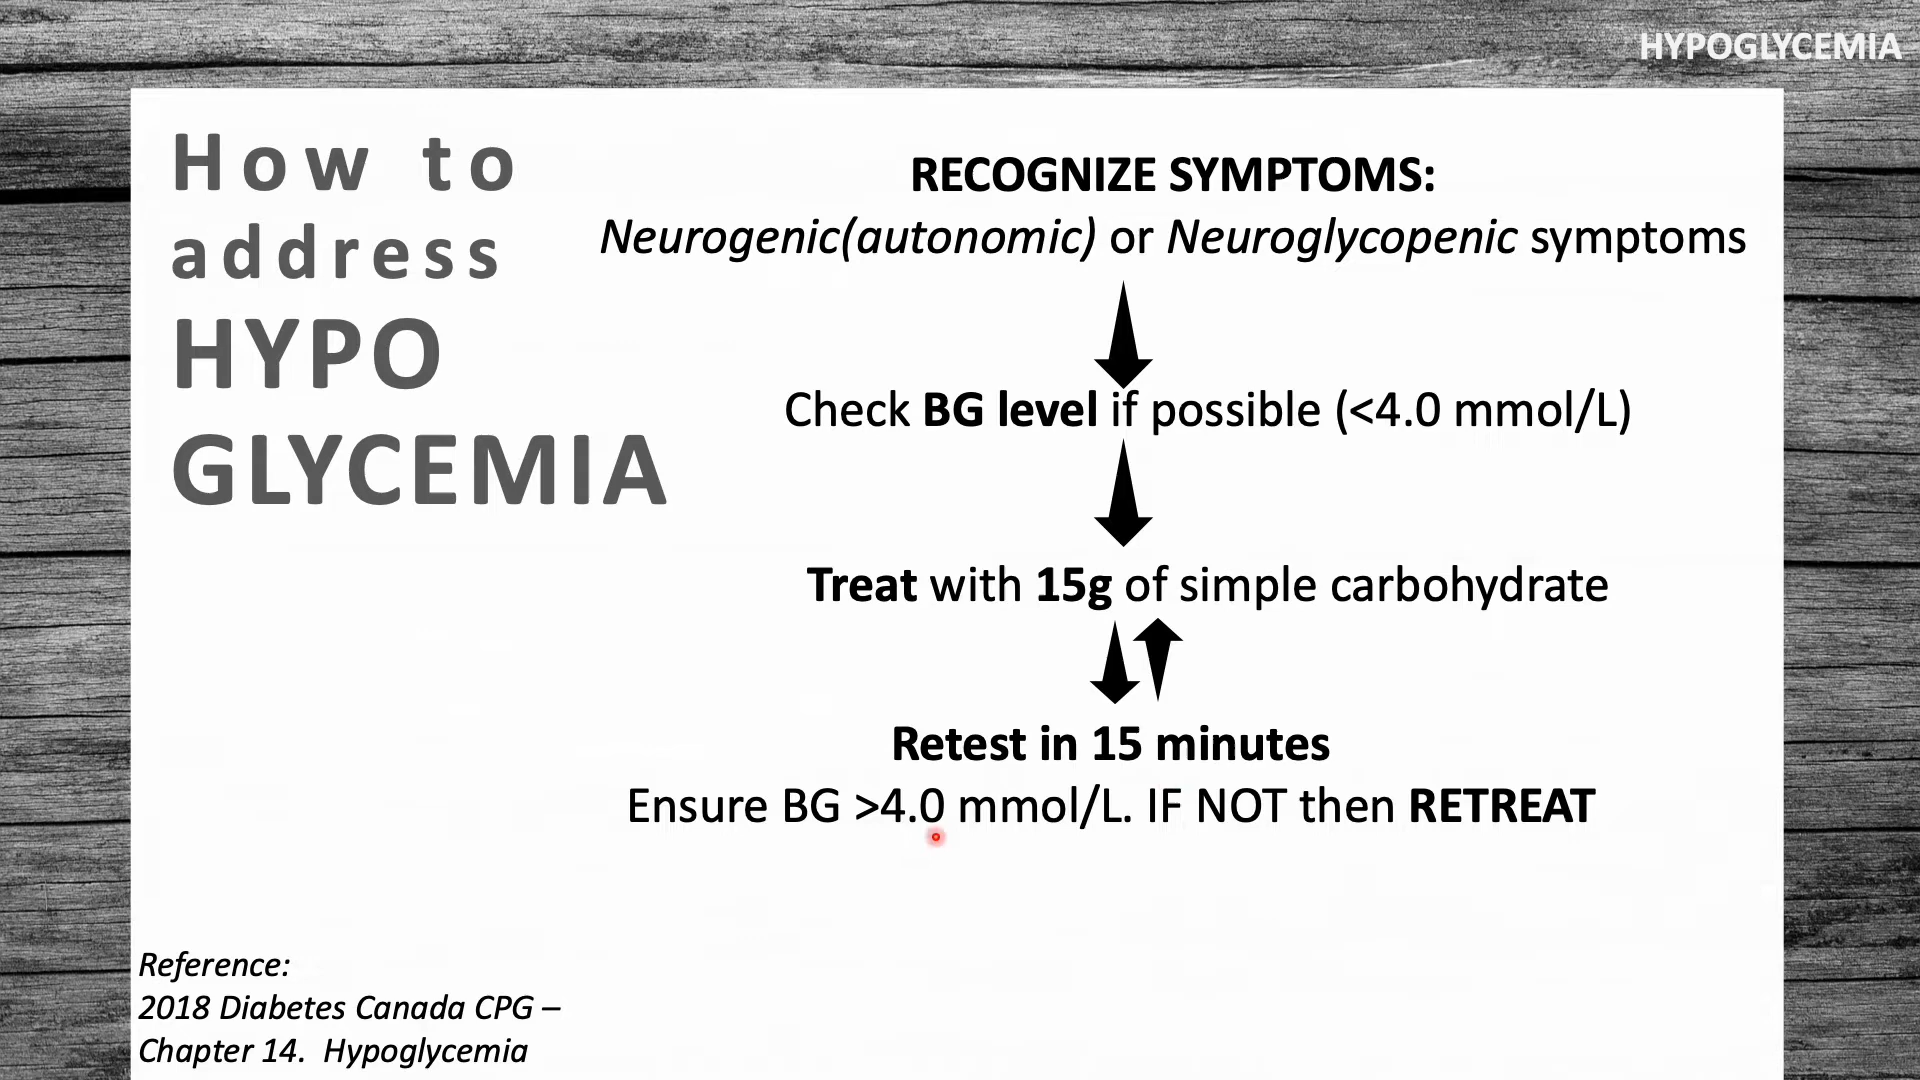 HYPOGLYCEMIA
How to
address
HYPO
GLYCEMIA
RECOGNIZE SYMPTOMS:
Neurogenic(autonomic) or Neuroglycopenic symptoms
Check BG level if possible (<4.0 mmol/L)
Treat with 15g of simple carbohydrate
Retest in 15 minutes
Ensure BG >4.0 mmol/L. IF NOT then RETREAT
Reference:
2018 Diabetes Canada CPG –
Chapter 14.  Hypoglycemia